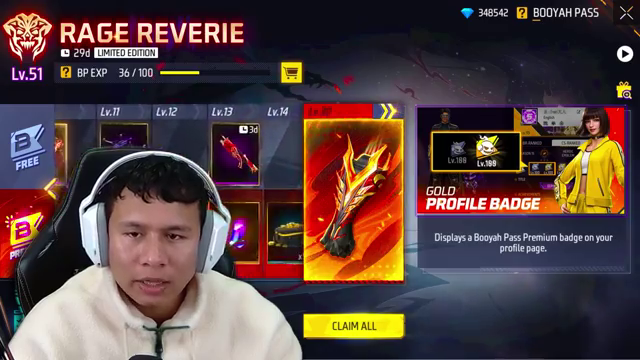 RAGE REVERIE
29d LIMITED EDITION
348542
? BOOYAH PASS
Lv.51
? BP EXP 36 / 100
Lv.11
Lv.12
Lv.13
Lv.14
3d
FREE
Lv.100
Lv.100
GOLD
PROFILE BADGE
Displays a Booyah Pass Premium badge on your
profile page.
CLAIM ALL